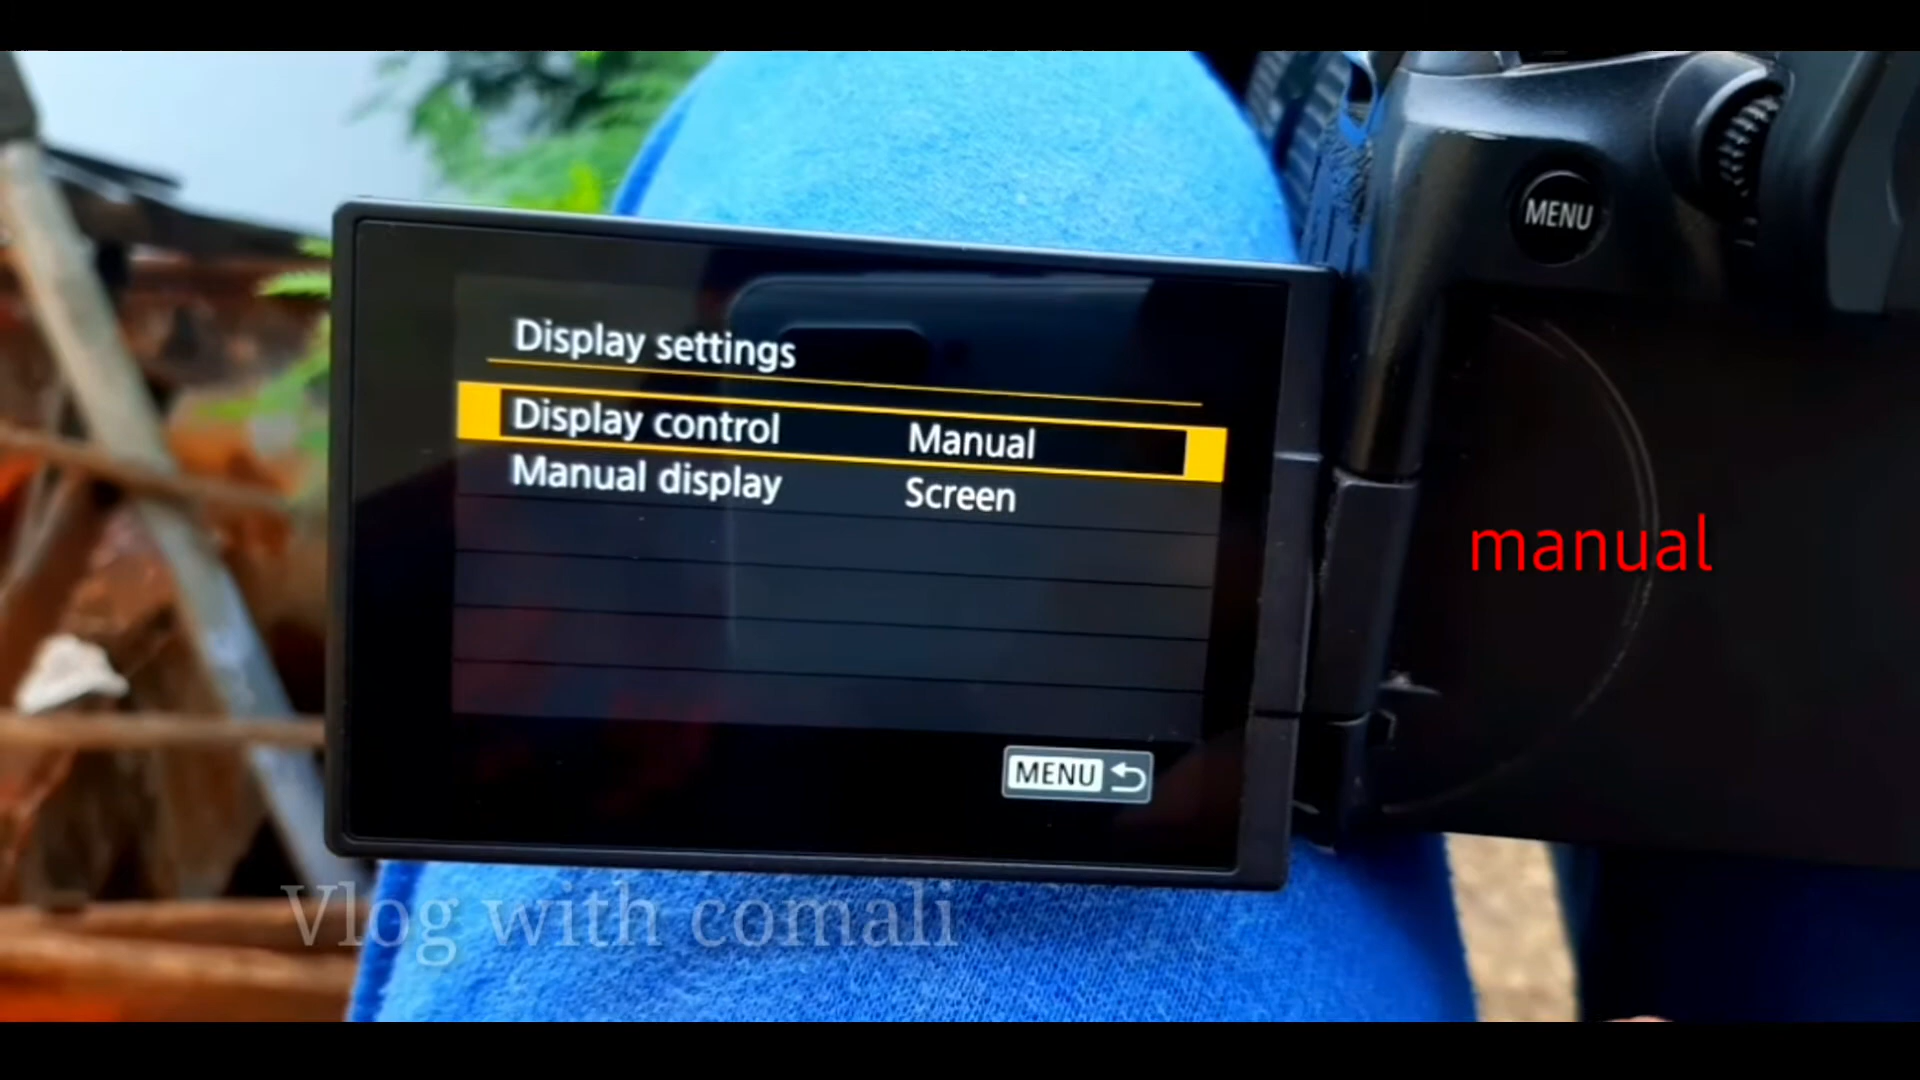 MENU
Display settings
Display control Manual
Manual display Screen
manual
MENU
Vlog with comali